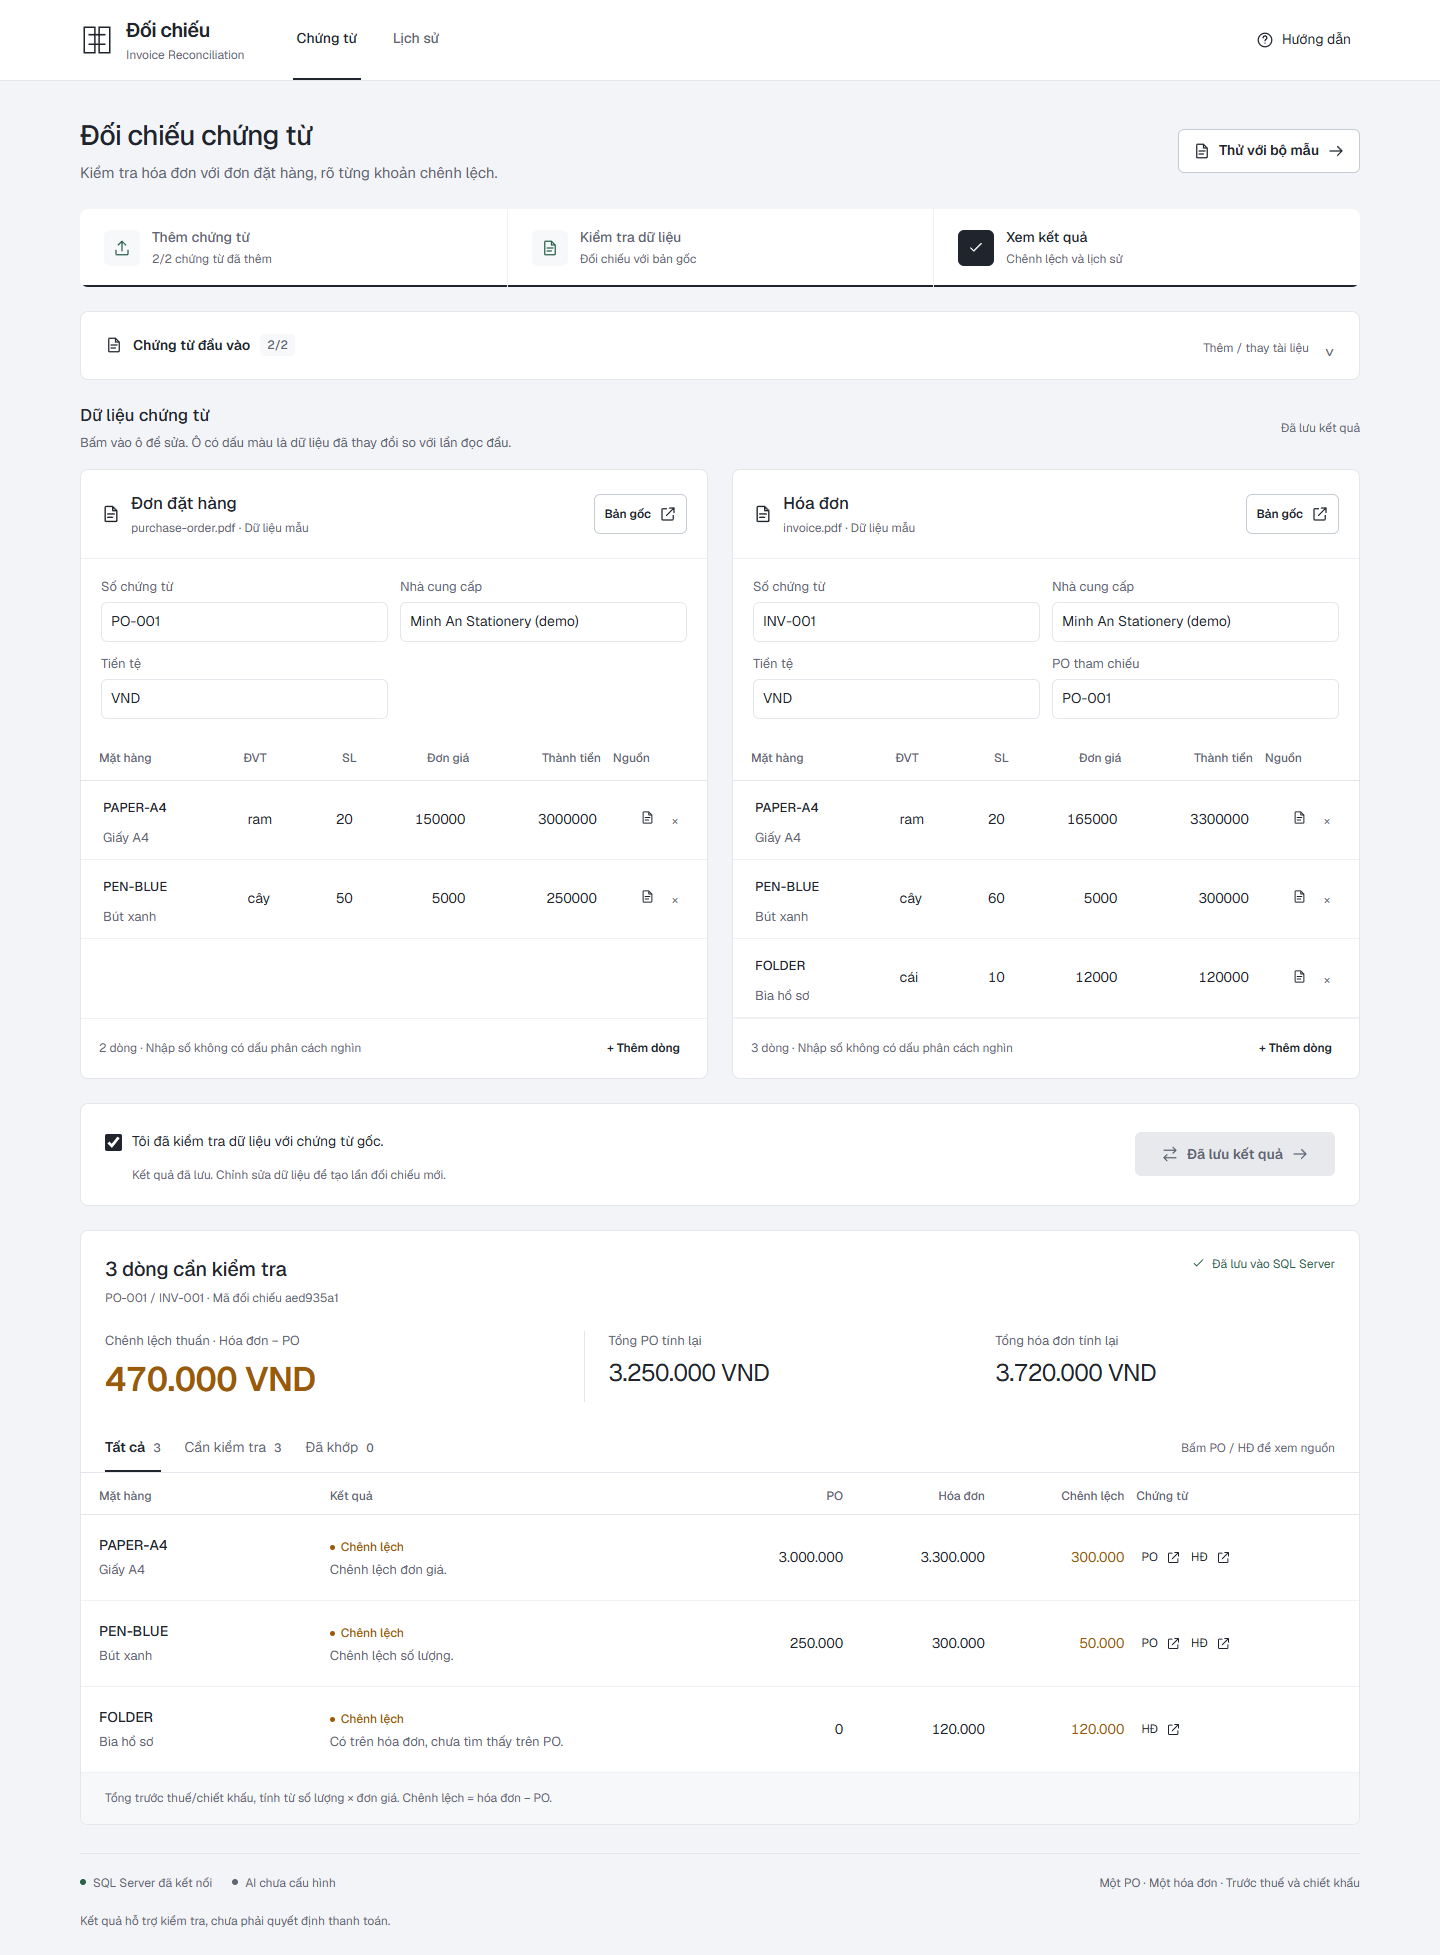 Đối chiếu
Invoice Reconciliation
Chứng từ
Lịch sử
Hướng dẫn
Đối chiếu chứng từ
Kiểm tra hóa đơn với đơn đặt hàng, rõ từng khoản chênh lệch.
Thử với bộ mẫu
Thêm chứng từ
2/2 chứng từ đã thêm
Kiểm tra dữ liệu
Đối chiếu với bản gốc
Xem kết quả
Chênh lệch và lịch sử
Chứng từ đầu vào 2/2
Thêm / thay tài liệu
Dữ liệu chứng từ
Bấm vào ô để sửa. Ô có dấu màu là dữ liệu đã thay đổi so với lần đọc đầu.
Đã lưu kết quả
Đơn đặt hàng
purchase-order.pdf · Dữ liệu mẫu
Bản gốc
Số chứng từ
Nhà cung cấp
PO-001
Minh An Stationery (demo)
Tiền tệ
VND
Mặt hàng ĐVT SL Đơn giá Thành tiền Nguồn
PAPER-A4
Giấy A4
ram 20 150000 3000000 ×
PEN-BLUE
Bút xanh
cây 50 5000 250000 ×
2 dòng · Nhập số không có dấu phân cách nghìn
+ Thêm dòng
Hóa đơn
invoice.pdf · Dữ liệu mẫu
Bản gốc
Số chứng từ
Nhà cung cấp
INV-001
Minh An Stationery (demo)
Tiền tệ
PO tham chiếu
VND
PO-001
Mặt hàng ĐVT SL Đơn giá Thành tiền Nguồn
PAPER-A4
Giấy A4
ram 20 165000 3300000 ×
PEN-BLUE
Bút xanh
cây 60 5000 300000 ×
FOLDER
Bìa hồ sơ
cái 10 12000 120000 ×
3 dòng · Nhập số không có dấu phân cách nghìn
+ Thêm dòng
Tôi đã kiểm tra dữ liệu với chứng từ gốc.
Kết quả đã lưu. Chỉnh sửa dữ liệu để tạo lần đối chiếu mới.
Đã lưu kết quả
3 dòng cần kiểm tra
PO-001 / INV-001 · Mã đối chiếu aed935a1
Đã lưu vào SQL Server
Chênh lệch thuần · Hóa đơn – PO
470.000 VND
Tổng PO tính lại
3.250.000 VND
Tổng hóa đơn tính lại
3.720.000 VND
Tất cả 3
Cần kiểm tra 3
Đã khớp 0
Bấm PO / HĐ để xem nguồn
Mặt hàng Kết quả PO Hóa đơn Chênh lệch Chứng từ
PAPER-A4
Giấy A4
Chênh lệch
Chênh lệch đơn giá.
3.000.000 3.300.000 300.000 PO HĐ
PEN-BLUE
Bút xanh
Chênh lệch
Chênh lệch số lượng.
250.000 300.000 50.000 PO HĐ
FOLDER
Bìa hồ sơ
Chênh lệch
Có trên hóa đơn, chưa tìm thấy trên PO.
0 120.000 120.000 HĐ
Tổng trước thuế/chiết khấu, tính từ số lượng × đơn giá. Chênh lệch = hóa đơn – PO.
SQL Server đã kết nối
AI chưa cấu hình
Một PO · Một hóa đơn · Trước thuế và chiết khấu
Kết quả hỗ trợ kiểm tra, chưa phải quyết định thanh toán.